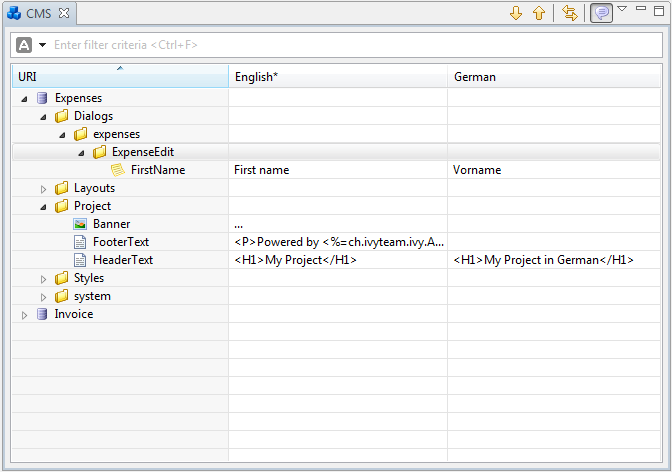 CMS
A Enter filter criteria <Ctrl+F>
URI English* German
Expenses
Dialogs
expenses
ExpenseEdit
FirstName First name Vorname
Layouts
Project
Banner ...
FooterText <P>Powered by <%=ch.ivyteam.ivy.A...
HeaderText <H1>My Project</H1> <H1>My Project in German</H1>
Styles
system
Invoice